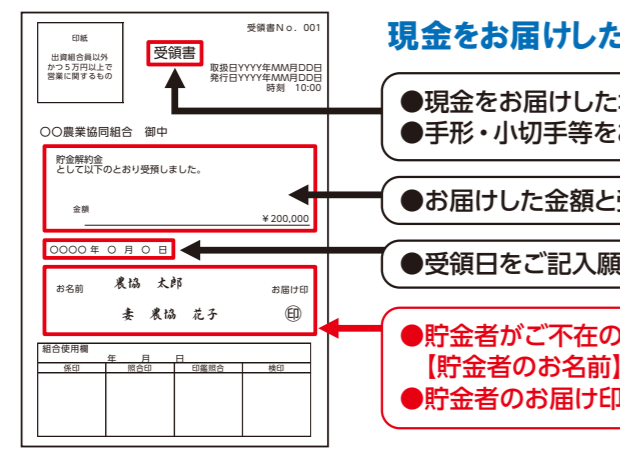 受領書No. 001
印紙
出資組合員以外
かつ5万円以上で
営業に関するもの
受領書
取扱日YYYY年MM月DD日
発行日YYYY年MM月DD日
時刻 10:00
〇〇農業協同組合 御中
貯金解約金
として以下のとおり受預しました。
金額
¥200,000
〇〇〇〇年 〇 月 〇 日
お名前 農協 太郎 お届け印
妻 農協 花子 ㊞
組合使用欄
年 月 日
係印 照合印 印鑑照合 検印
現金をお届けした
●現金をお届けした
●手形・小切手等を
●お届けした金額と
●受領日をご記入願
●貯金者がご不在の
【貯金者のお名前】
●貯金者のお届け印